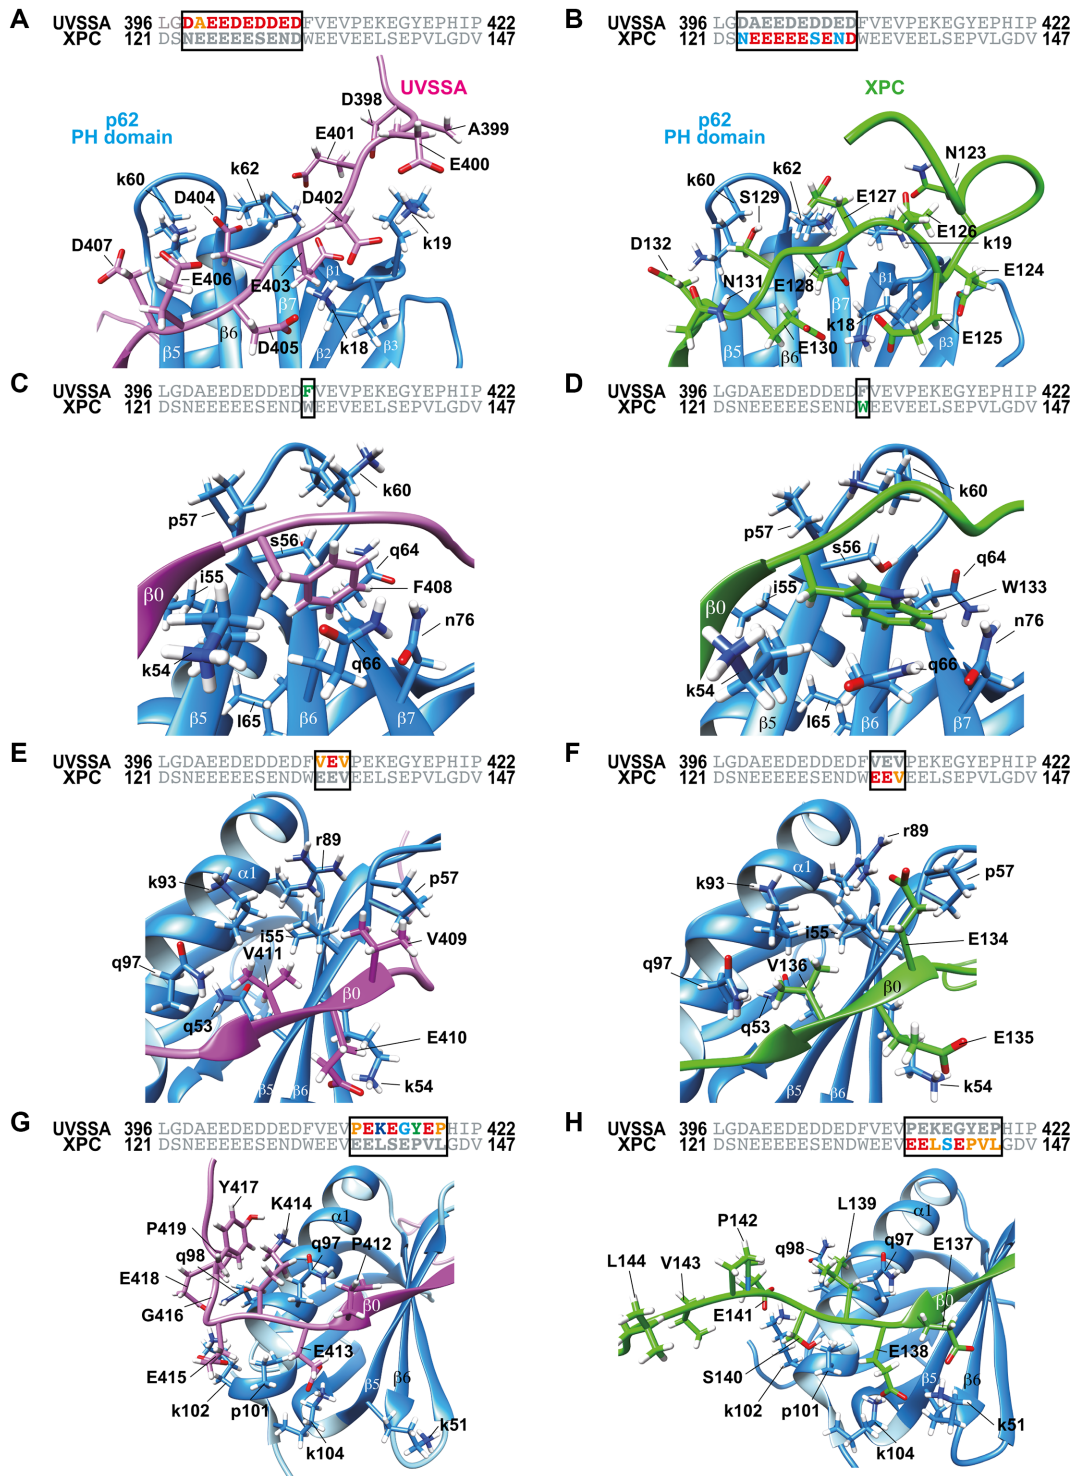 A
UVSSA 396 LGDAEEDEDDEDFVEVPEKEGYEPHIP 422
XPC 121 DSNEEEEESENDWEEVEELSEPVLGDV 147
UVSSA
D398
A399
p62
PH domain
E401
E400
k62
k60
D404
D402
k19
D407
E406
E403
β1
β7
β6
β5
D405
β2
k18
β3
B
UVSSA 396 LGDAEEDEDDEDFVEVPEKEGYEPHIP 422
XPC 121 DSNEEEEESENDWEEVEELSEPVLGDV 147
XPC
p62
PH domain
N123
k62
k60
S129
E127
E126
k19
D132
E124
N131
E128
β1
β7
k18
E125
β5
β6
E130
β3
C
UVSSA 396 LGDAEEDEDDEDFVEVPEKEGYEPHIP 422
XPC 121 DSNEEEEESENDWEEVEELSEPVLGDV 147
k60
p57
s56
q64
i55
F408
β0
n76
k54
q66
l65
β5
β6
β7
D
UVSSA 396 LGDAEEDEDDEDFVEVPEKEGYEPHIP 422
XPC 121 DSNEEEEESENDWEEVEELSEPVLGDV 147
k60
p57
s56
q64
i55
W133
β0
n76
k54
q66
l65
β5
β6
β7
E
UVSSA 396 LGDAEEDEDDEDFVEVPEKEGYEPHIP 422
XPC 121 DSNEEEEESENDWEEVEELSEPVLGDV 147
r89
α1
k93
p57
i55
V409
V411
q97
β0
q53
E410
β5
β6
k54
F
UVSSA 396 LGDAEEDEDDEDFVEVPEKEGYEPHIP 422
XPC 121 DSNEEEEESENDWEEVEELSEPVLGDV 147
r89
α1
k93
p57
i55
E134
q97
V136
β0
q53
E135
β5
β6
k54
G
UVSSA 396 LGDAEEDEDDEDFVEVPEKEGYEPHIP 422
XPC 121 DSNEEEEESENDWEEVEELSEPVLGDV 147
Y417
K414
α1
P419
q98
q97
P412
E418
G416
β0
E413
E415
β5
β6
k102
p101
k51
k104
H
UVSSA 396 LGDAEEDEDDEDFVEVPEKEGYEPHIP 422
XPC 121 DSNEEEEESENDWEEVEELSEPVLGDV 147
L139
α1
P142
q98
q97
E137
L144
V143
β0
E141
E138
S140
β5
β6
k102
p101
k51
k104